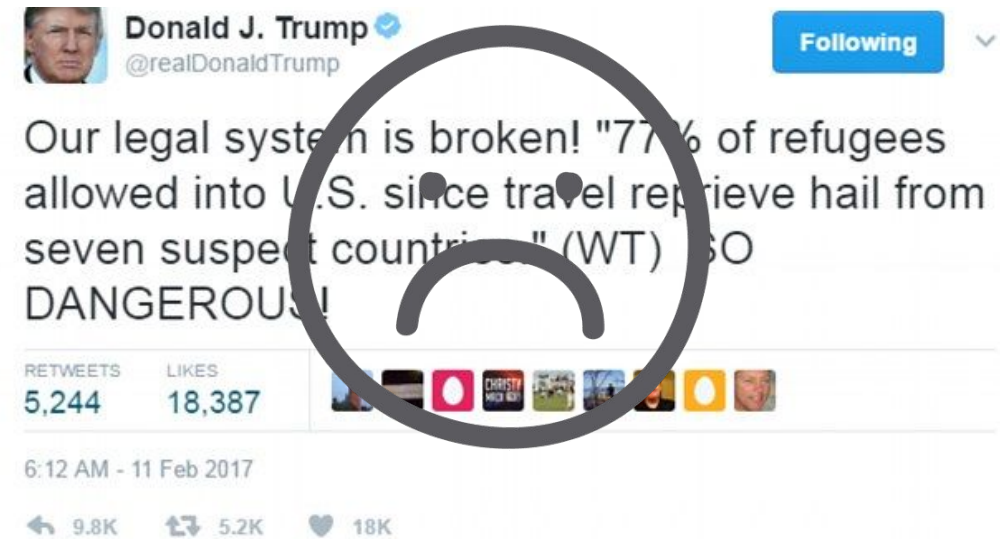 Donald J. Trump
@realDonaldTrump
Following
Our legal system is broken! "77% of refugees
allowed into U.S. since travel reprieve hail from
seven suspect countries." (WT) SO
DANGEROUS!
RETWEETS LIKES
5,244 18,387
CHRISTY
6:12 AM - 11 Feb 2017
9.8K 5.2K 18K